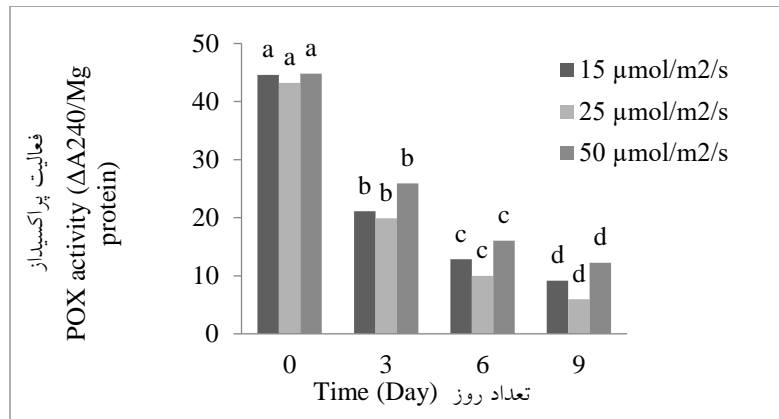 فعالیت پراکسیداز
POX activity (ΔA240/Mg
protein)
50
40
30
20
10
0
a a a
b b b
c c c
d d d
15 µmol/m2/s
25 µmol/m2/s
50 µmol/m2/s
0 3 6 9
Time (Day) تعداد روز